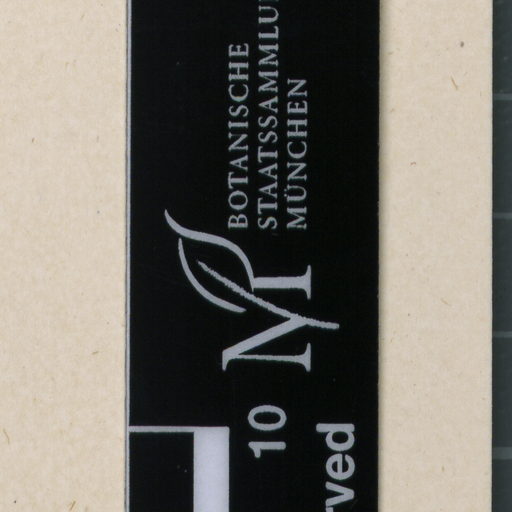 BOTANISCHE
STAATSSAMMLU
MÜNCHEN
M
10
rved